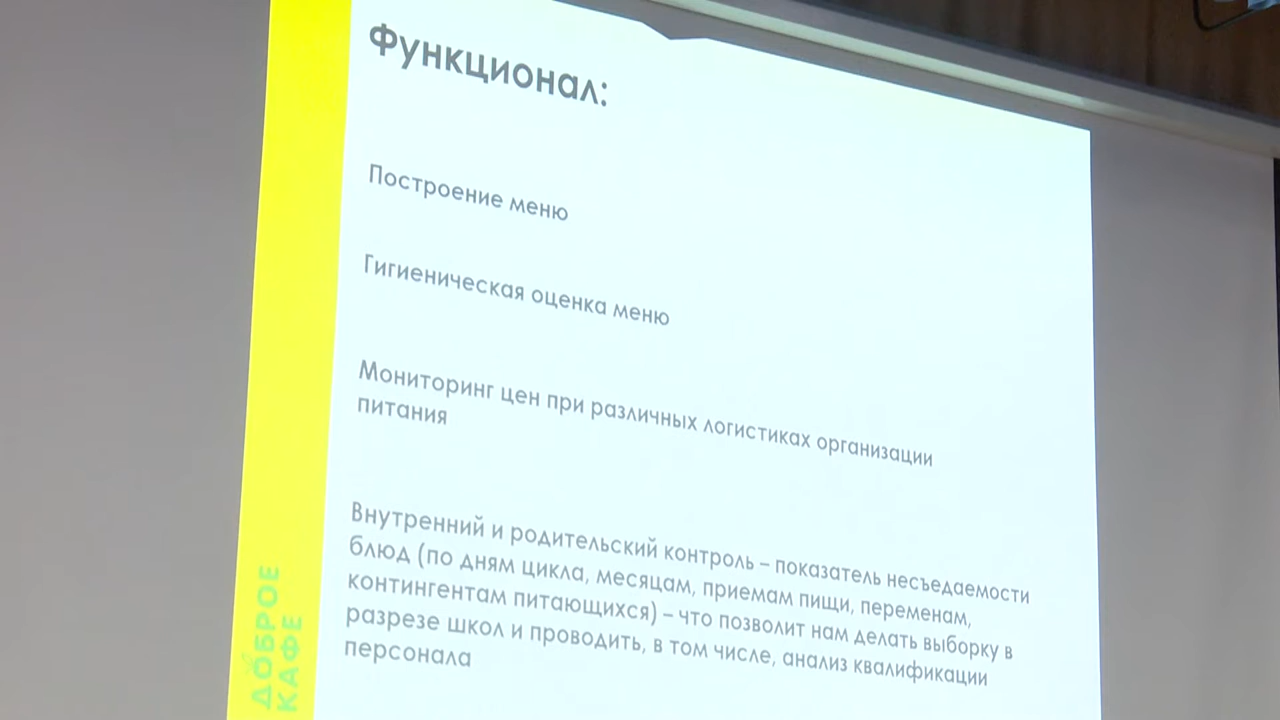 Функционал:
Построение меню
Гигиеническая оценка меню
Мониторинг цен при различных логистиках организации
питания
Внутренний и родительский контроль – показатель несъедаемости
блюд (по дням цикла, месяцам, приемам пищи, переменам,
контингентам питающихся) – что позволит нам делать выборку в
разрезе школ и проводить, в том числе, анализ квалификации
персонала
ДОБРОЕ
КАФЕ